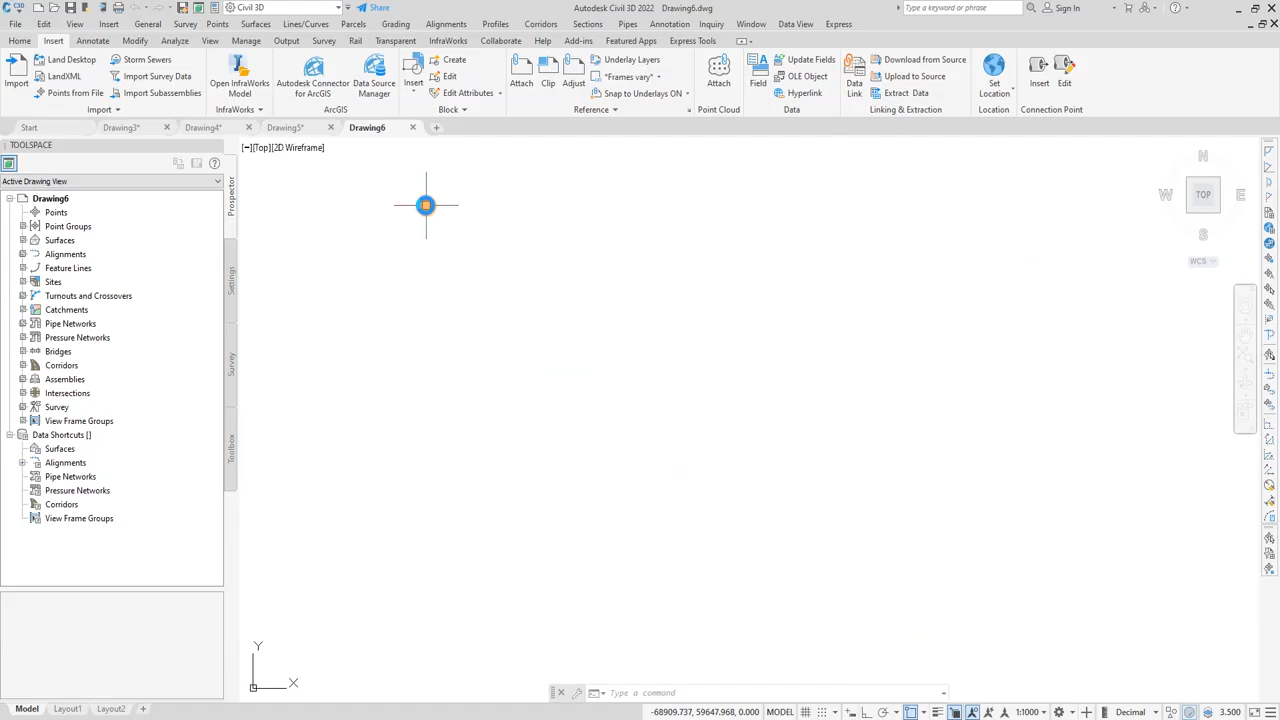 C3D
Civil 3D
Share
Autodesk Civil 3D 2022 Drawing6.dwg
Type a keyword or phrase
Sign In
File Edit View Insert General Survey Points Surfaces Lines/Curves Parcels Grading Alignments Profiles Corridors Sections Pipes Annotation Inquiry Window Data View Express
Home Insert Annotate Modify Analyze View Manage Output Survey Rail Transparent InfraWorks Collaborate Help Add-ins Featured Apps Express Tools
Import
Land Desktop
LandXML
Points from File
Storm Sewers
Import Survey Data
Import Subassemblies
Open InfraWorks
Model
Autodesk Connector
for ArcGIS
Data Source
Manager
Insert
Create
Edit
Edit Attributes
Attach Clip Adjust
Underlay Layers
*Frames vary*
Snap to Underlays ON
Attach
Field
Update Fields
OLE Object
Hyperlink
Data
Link
Download from Source
Upload to Source
Extract Data
Set
Location
Insert Edit
Import InfraWorks ArcGIS Block Reference Point Cloud Data Linking & Extraction Location Connection Point
Start Drawing3* Drawing4* Drawing5* Drawing6
TOOLSPACE
Active Drawing View
Drawing6
Points
Point Groups
Surfaces
Alignments
Feature Lines
Sites
Turnouts and Crossovers
Catchments
Pipe Networks
Pressure Networks
Bridges
Corridors
Assemblies
Intersections
Survey
View Frame Groups
Data Shortcuts []
Surfaces
Alignments
Pipe Networks
Pressure Networks
Corridors
View Frame Groups
Prospector
Settings
Survey
Toolbox
[−][Top][2D Wireframe]
N
W TOP E
S
WCS
Y
X
Type a command
Model Layout1 Layout2
-68909.737, 59647.968, 0.000 MODEL
1:1000
Decimal
3.500